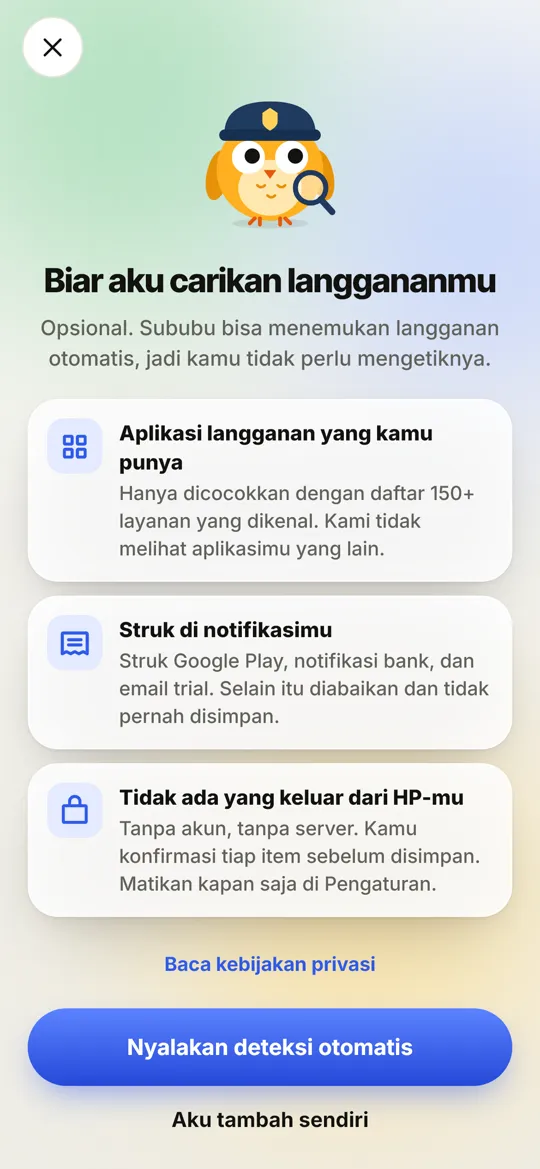 Biar aku carikan langgananmu
Opsional. Sububu bisa menemukan langganan
otomatis, jadi kamu tidak perlu mengetiknya.
Aplikasi langganan yang kamu
punya
Hanya dicocokkan dengan daftar 150+
layanan yang dikenal. Kami tidak
melihat aplikasimu yang lain.
Struk di notifikasimu
Struk Google Play, notifikasi bank, dan
email trial. Selain itu diabaikan dan tidak
pernah disimpan.
Tidak ada yang keluar dari HP-mu
Tanpa akun, tanpa server. Kamu
konfirmasi tiap item sebelum disimpan.
Matikan kapan saja di Pengaturan.
Baca kebijakan privasi
Nyalakan deteksi otomatis
Aku tambah sendiri